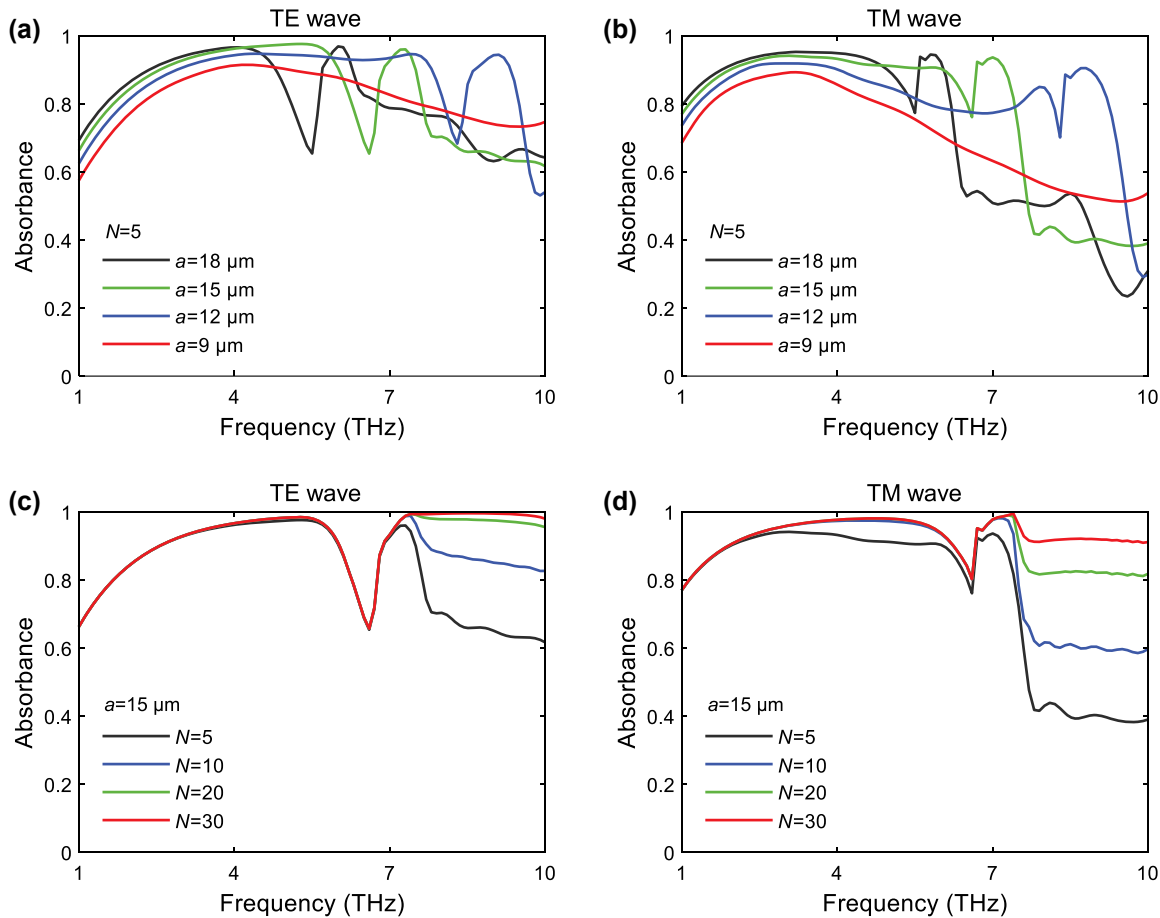 (a)
TE wave
Absorbance
1
0.8
0.6
0.4
0.2
0
N=5
a=18 μm
a=15 μm
a=12 μm
a=9 μm
1
4
7
10
Frequency (THz)
(b)
TM wave
Absorbance
1
0.8
0.6
0.4
0.2
0
N=5
a=18 μm
a=15 μm
a=12 μm
a=9 μm
1
4
7
10
Frequency (THz)
(c)
TE wave
Absorbance
1
0.8
0.6
0.4
0.2
0
a=15 μm
N=5
N=10
N=20
N=30
1
4
7
10
Frequency (THz)
(d)
TM wave
Absorbance
1
0.8
0.6
0.4
0.2
0
a=15 μm
N=5
N=10
N=20
N=30
1
4
7
10
Frequency (THz)